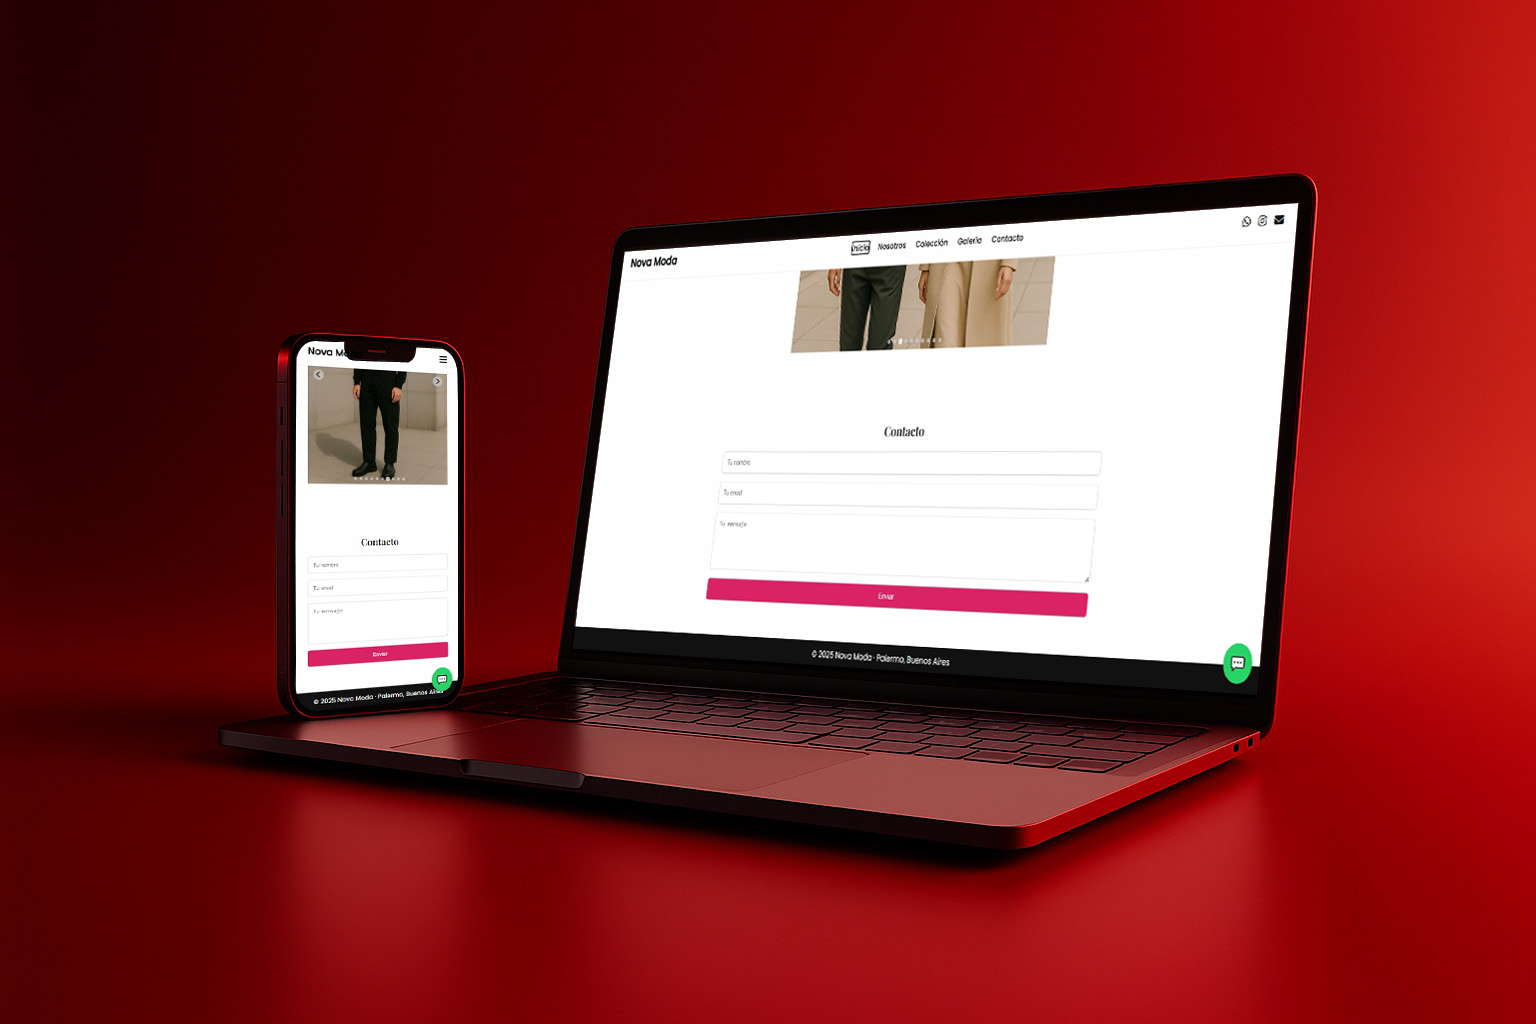 Nova Mo
Contacto
Tu nombre
Tu email
Tu mensaje
Enviar
© 2025 Nova Moda · Palermo, Buenos Aires
Nova Moda
Inicio Nosotros Colección Galería Contacto
Contacto
Tu nombre
Tu email
Tu mensaje
Enviar
© 2025 Nova Moda · Palermo, Buenos Aires